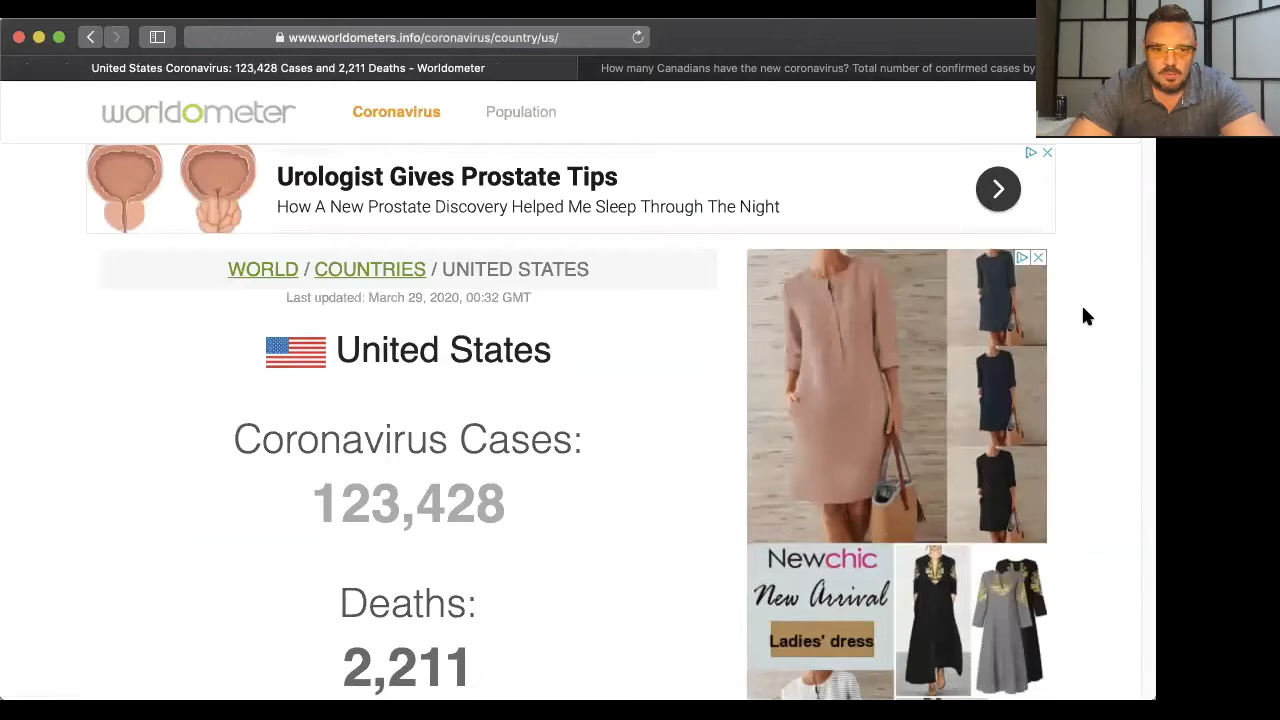 www.worldometers.info/coronavirus/country/us/
United States Coronavirus: 123,428 Cases and 2,211 Deaths - Worldometer
How many Canadians have the new coronavirus? Total number of confirmed cases by
worldometer
Coronavirus
Population
Urologist Gives Prostate Tips
How A New Prostate Discovery Helped Me Sleep Through The Night
WORLD / COUNTRIES / UNITED STATES
Last updated: March 29, 2020, 00:32 GMT
United States
Coronavirus Cases:
123,428
Deaths:
2,211
Newchic
New Arrival
Ladies' dress